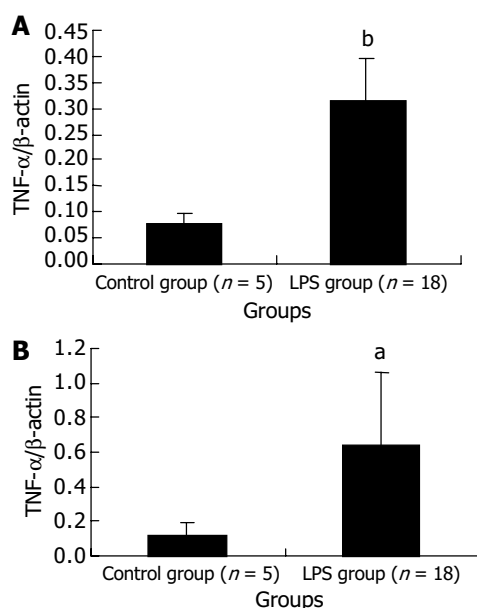 A
TNF-α/β-actin
0.45
0.40
0.35
0.30
0.25
0.20
0.15
0.10
0.05
0.00
b
Control group (n = 5) LPS group (n = 18)
Groups
B
TNF-α/β-actin
1.2
1.0
0.8
0.6
0.4
0.2
0.0
a
Control group (n = 5) LPS group (n = 18)
Groups